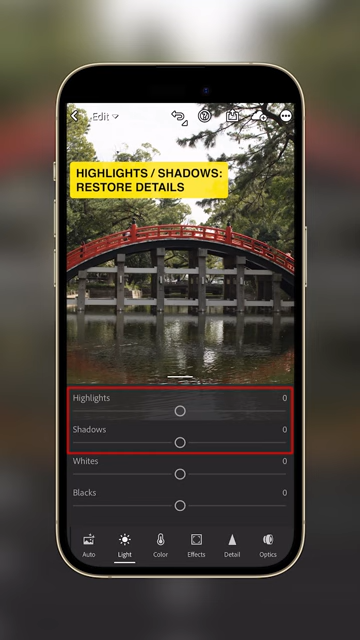 Edit
HIGHLIGHTS / SHADOWS:
RESTORE DETAILS
Highlights 0
Shadows 0
Whites 0
Blacks 0
Auto Light Color Effects Detail Optics